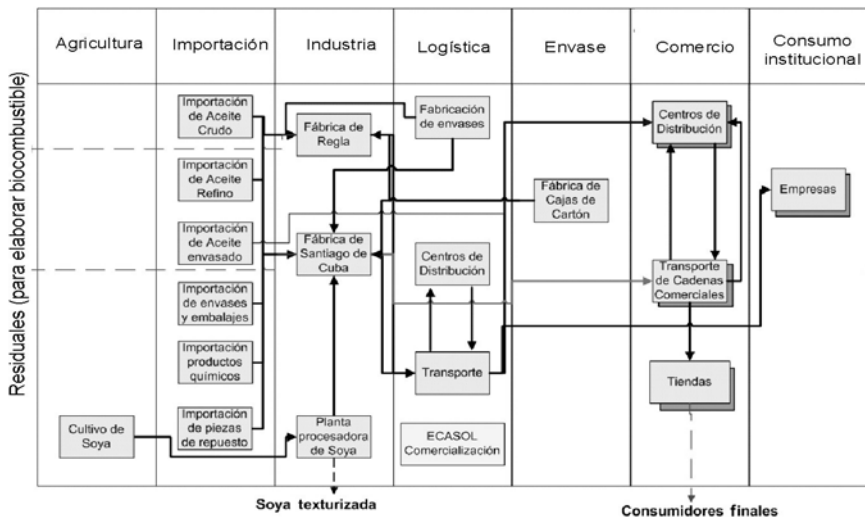 Agricultura
Importación
Industria
Logística
Envase
Comercio
Consumo
institucional
Residuales (para elaborar biocombustible)
Importación
de Aceite
Crudo
Fábrica de
Regla
Fabricación
de envases
Centros de
Distribución
Importación
de Aceite
Refino
Fábrica de
Cajas de
Cartón
Empresas
Importación
de Aceite
envasado
Fábrica de
Santiago de
Cuba
Centros de
Distribución
Transporte
de Cadenas
Comerciales
Importación
de envases
y embalajes
Importación
productos
químicos
Transporte
Tiendas
Cultivo de
Soya
Importación
de piezas
de repuesto
Planta
procesadora
de Soya
ECASOL
Comercialización
Soya texturizada
Consumidores finales